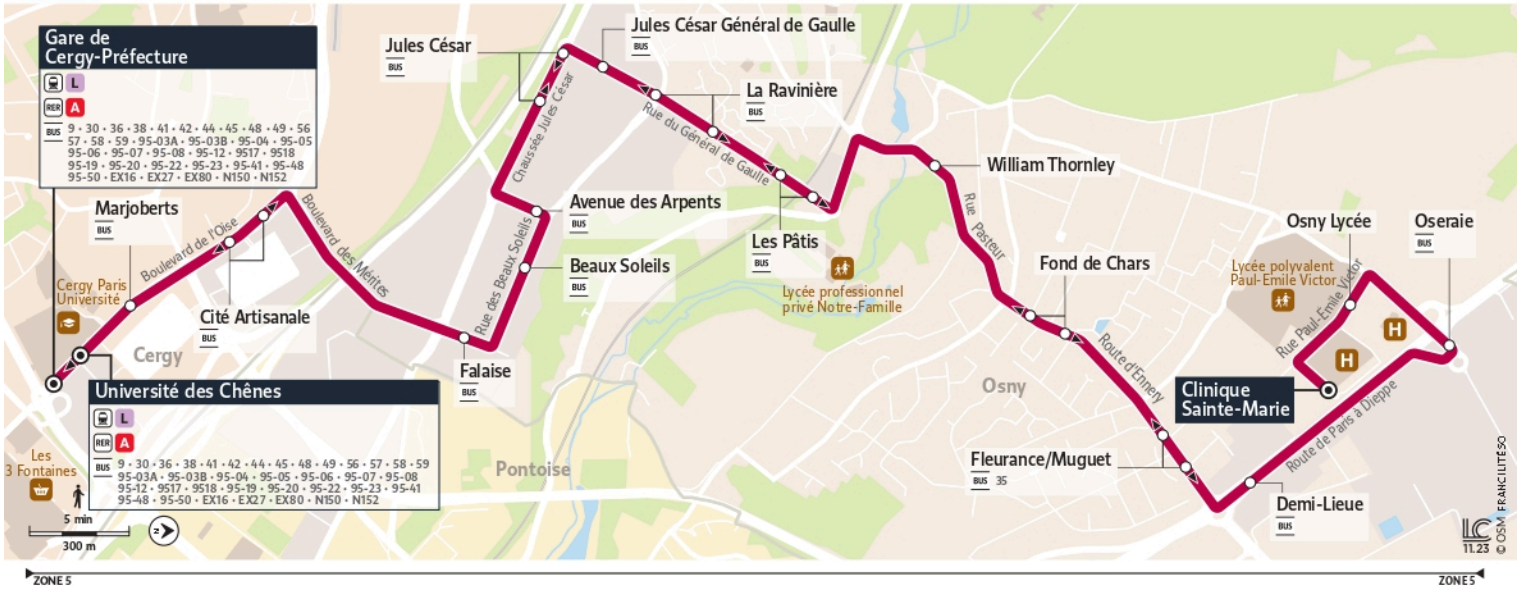 Gare de
Cergy-Préfecture
L
RER A
BUS 9 • 30 • 36 • 38 • 41 • 42 • 44 • 45 • 48 • 49 • 56
57 • 58 • 59 • 95-03A • 95-03B • 95-04 • 95-05
95-06 • 95-07 • 95-08 • 95-12 • 9517 • 9518
95-19 • 95-20 • 95-22 • 95-23 • 95-41 • 95-48
95-50 • EX16 • EX27 • EX80 • N150 • N152
Jules César
BUS
Jules César Général de Gaulle
BUS
La Ravinière
BUS
Chaussée Jules César
Rue du Général de Gaulle
William Thornley
Marjoberts
BUS
Boulevard de l'Oise
Boulevard des Mérites
Avenue des Arpents
BUS
Rue des Beaux Soleils
Les Pâtis
BUS
Rue Pasteur
Osny Lycée
Oseraie
BUS
Cergy Paris
Université
Cité Artisanale
BUS
Beaux Soleils
BUS
Lycée professionnel
privé Notre-Famille
Fond de Chars
Lycée polyvalent
Paul-Emile Victor
Rue Paul-Emile Victor
H
H
Cergy
Falaise
BUS
Osny
Route d'Ennery
Clinique
Sainte-Marie
Route de Paris à Dieppe
Université des Chênes
L
RER A
BUS 9 • 30 • 36 • 38 • 41 • 42 • 44 • 45 • 48 • 49 • 56 • 57 • 58 • 59
95-03A • 95-03B • 95-04 • 95-05 • 95-06 • 95-07 • 95-08
95-12 • 9517 • 9518 • 95-19 • 95-20 • 95-22 • 95-23 • 95-41
95-48 • 95-50 • EX16 • EX27 • EX80 • N150 • N152
Les
3 Fontaines
Pontoise
Fleurance/Muguet
BUS 35
Demi-Lieue
BUS
5 min
300 m
N
LC
11.23
© OSM FRANCILITÉSO
ZONE 5
ZONE 5